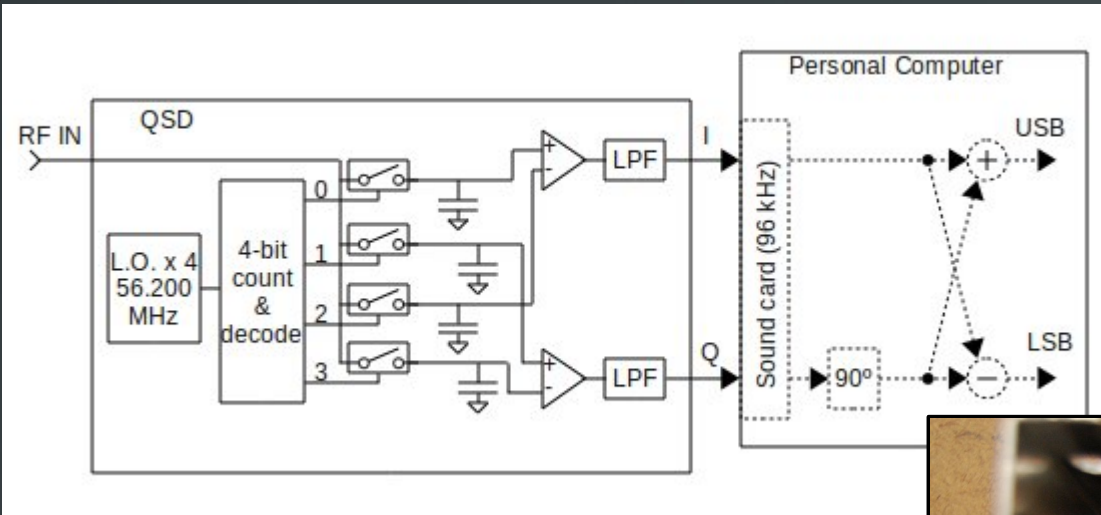 Personal Computer
QSD
RF IN
I
USB
LPF
0
1
2
3
L.O. x 4
56.200
MHz
4-bit
count
&
decode
+
-
+
-
Sound card (96 kHz)
+
Q
LPF
90º
LSB
−